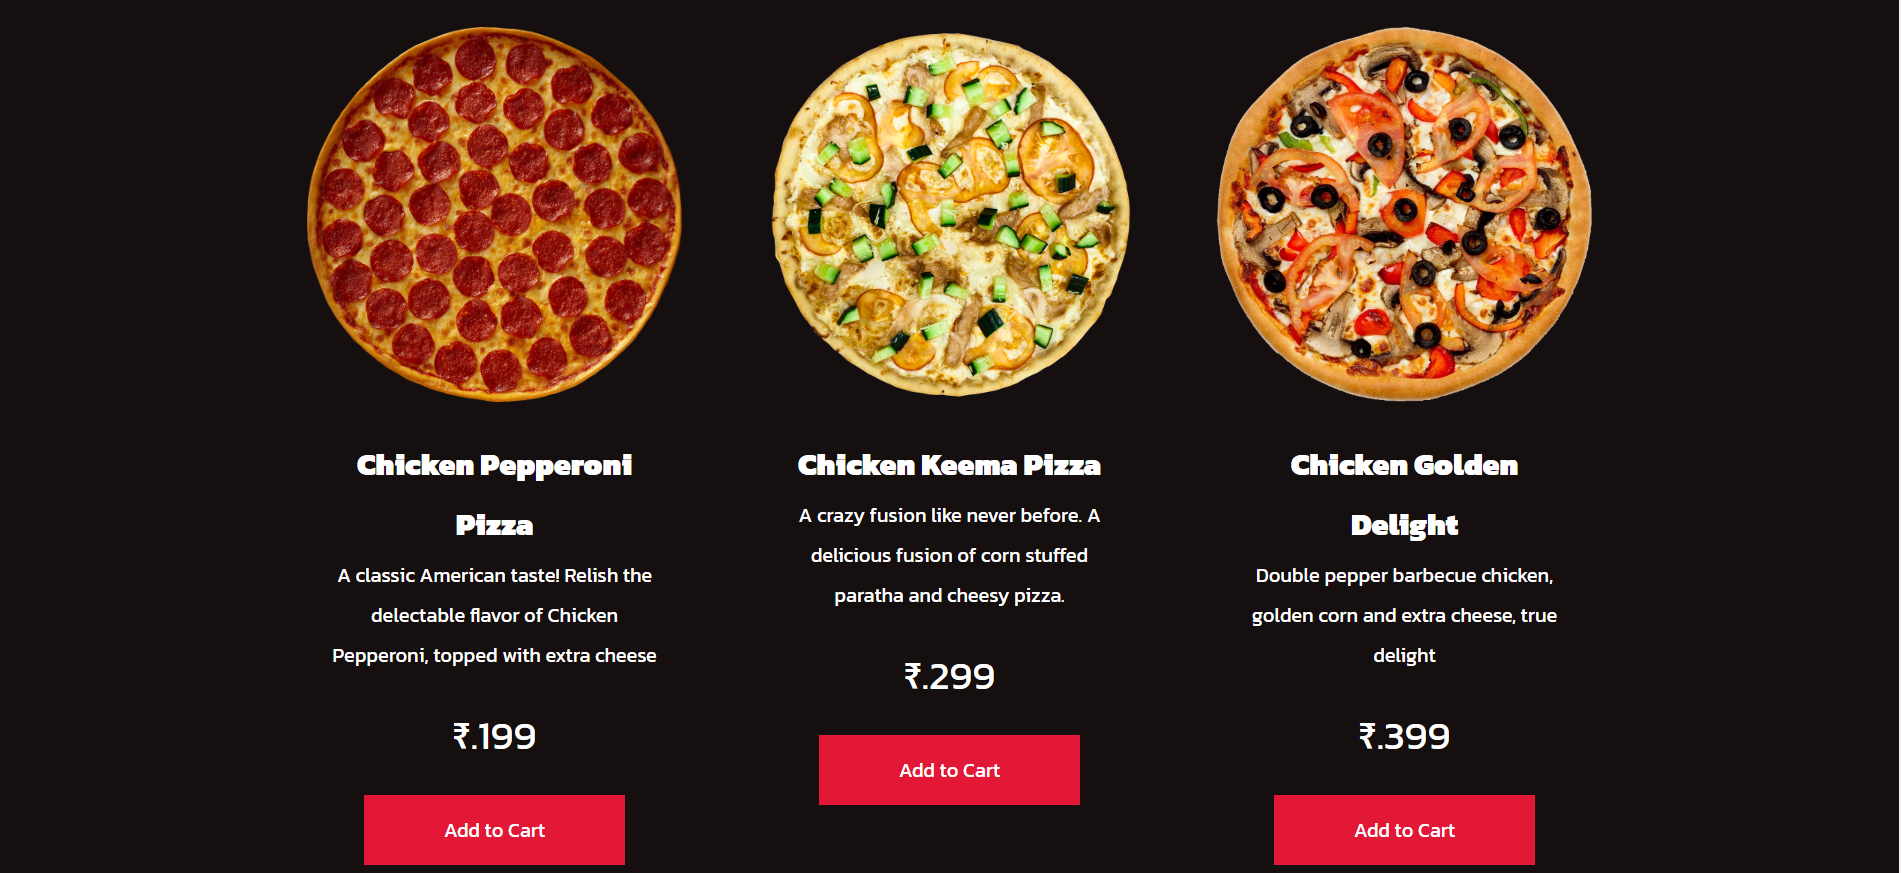 Chicken Pepperoni
Pizza
A classic American taste! Relish the
delectable flavor of Chicken
Pepperoni, topped with extra cheese
₹.199
Add to Cart
Chicken Keema Pizza
A crazy fusion like never before. A
delicious fusion of corn stuffed
paratha and cheesy pizza.
₹.299
Add to Cart
Chicken Golden
Delight
Double pepper barbecue chicken,
golden corn and extra cheese, true
delight
₹.399
Add to Cart